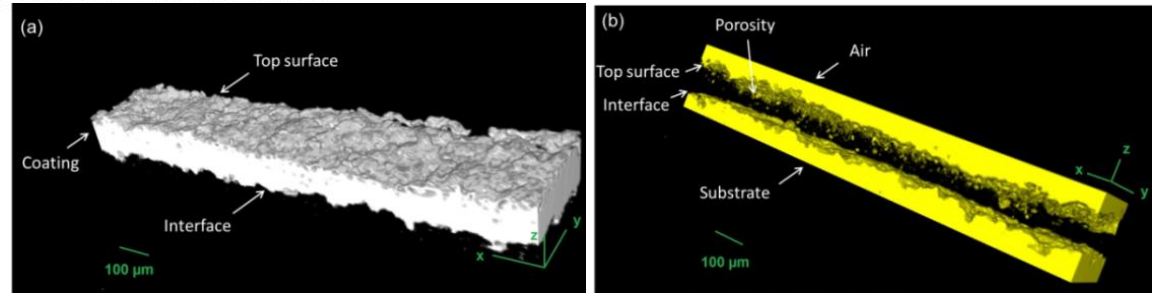 (a)
Top surface
Coating
Interface
z
y
x
z
100 µm
(b)
Porosity
Air
Top surface
Interface
Substrate
z
x
y
100 µm